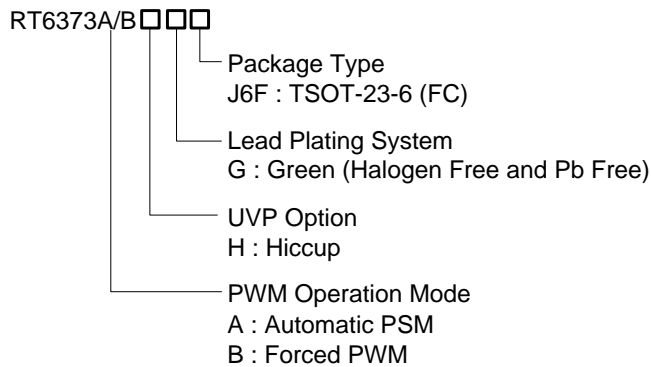 RT6373A/B
Package Type
J6F : TSOT-23-6 (FC)
Lead Plating System
G : Green (Halogen Free and Pb Free)
UVP Option
H : Hiccup
PWM Operation Mode
A : Automatic PSM
B : Forced PWM